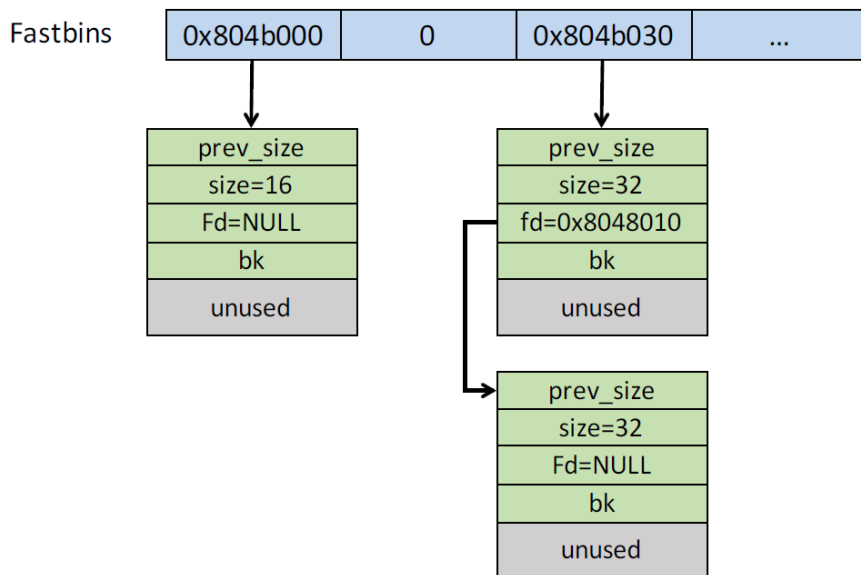 Fastbins 0x804b000 0 0x804b030 ...
prev_size
size=16
Fd=NULL
bk
unused
prev_size
size=32
fd=0x8048010
bk
unused
prev_size
size=32
Fd=NULL
bk
unused